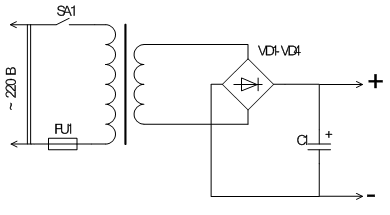 SA1
~ 220 В
FU1
VD1-VD4
C1
+
+
-